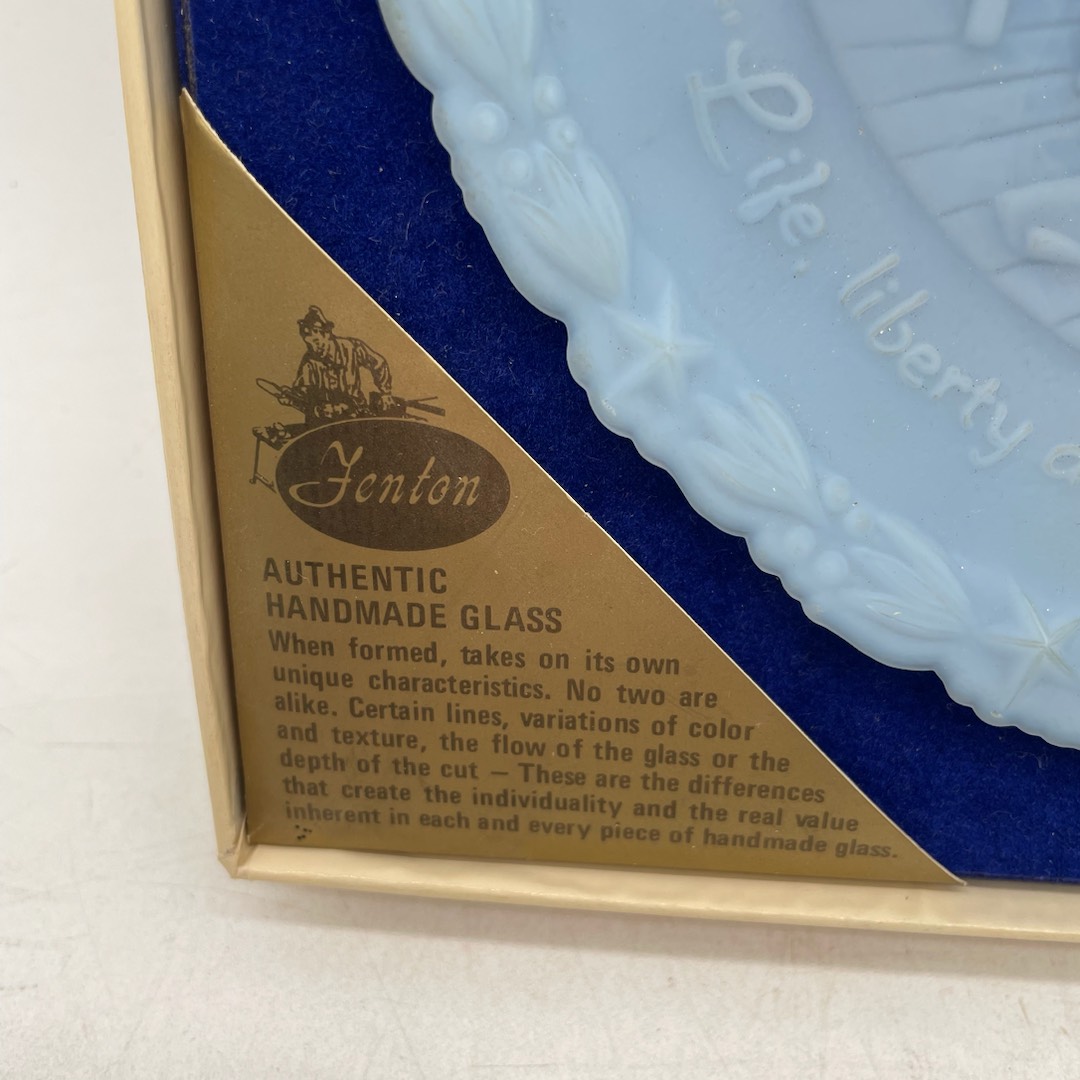 Life, liberty
Fenton
AUTHENTIC
HANDMADE GLASS
When formed, takes on its own
unique characteristics. No two are
alike. Certain lines, variations of color
and texture, the flow of the glass or the
depth of the cut — These are the differences
that create the individuality and the real value
inherent in each and every piece of handmade glass.